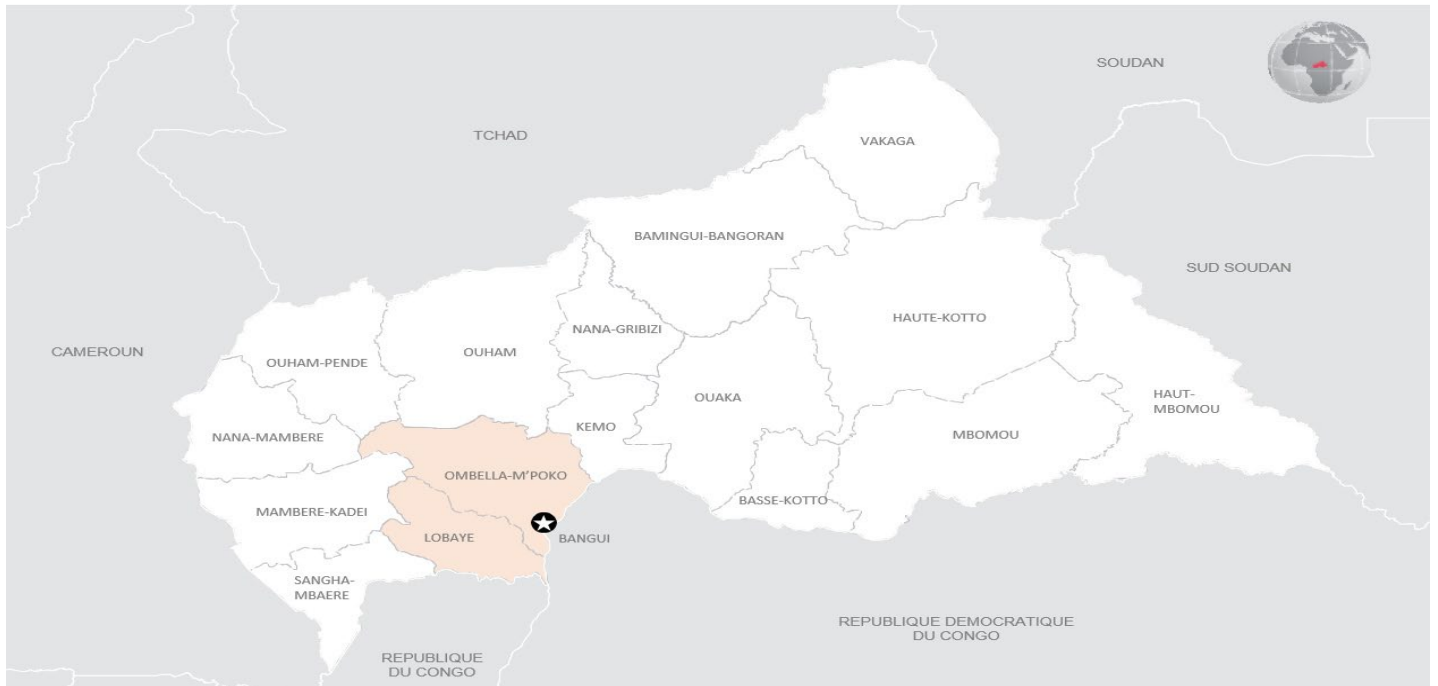 SOUDAN
TCHAD
VAKAGA
BAMINGUI-BANGORAN
SUD SOUDAN
HAUTE-KOTTO
NANA-GRIBIZI
CAMEROUN
OUHAM
OUHAM-PENDE
OUAKA
HAUT-
MBOMOU
KEMO
NANA-MAMBERE
MBOMOU
OMBELLA-M'POKO
BASSE-KOTTO
MAMBERE-KADEI
LOBAYE
BANGUI
SANGHA-
MBAERE
REPUBLIQUE DEMOCRATIQUE
DU CONGO
REPUBLIQUE
DU CONGO